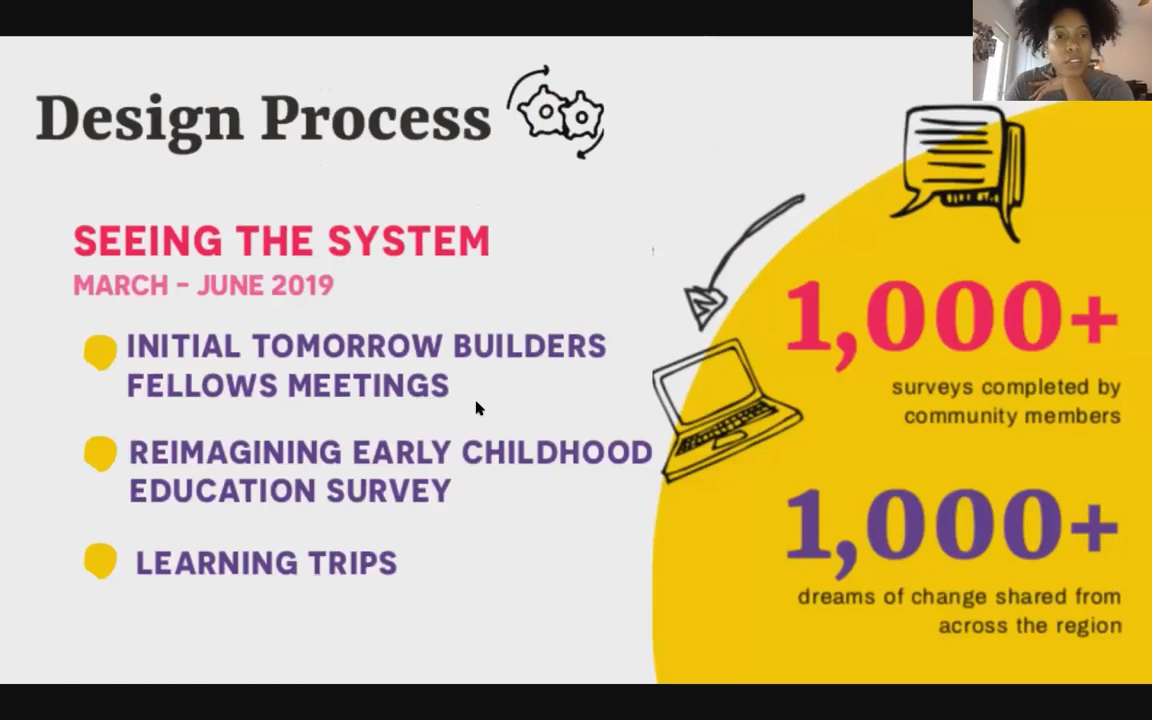 Design Process
SEEING THE SYSTEM
MARCH - JUNE 2019
INITIAL TOMORROW BUILDERS
FELLOWS MEETINGS
REIMAGINING EARLY CHILDHOOD
EDUCATION SURVEY
LEARNING TRIPS
1,000+
surveys completed by
community members
1,000+
dreams of change shared from
across the region